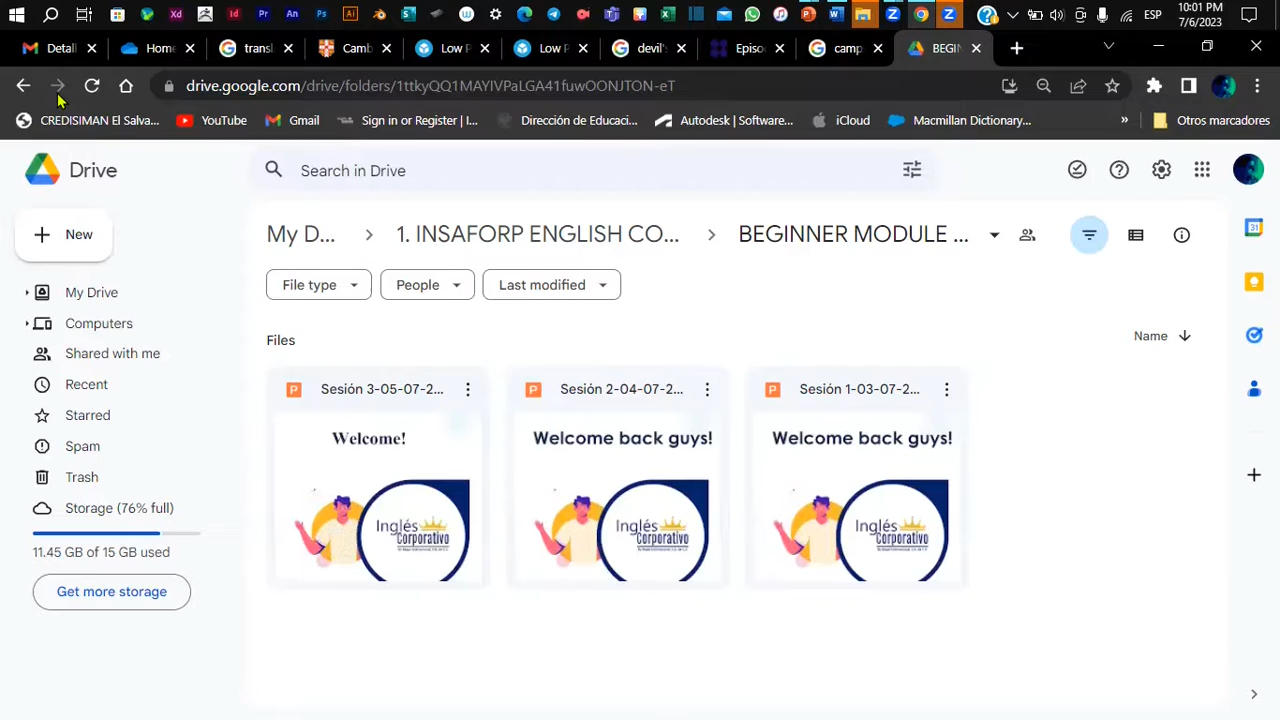 10:01 PM
ESP
7/6/2023
Detall
Home
transl
Camb
Low P
Low P
devil's
Episo
camp
BEGIN
drive.google.com/drive/folders/1ttkyQQ1MAYIVPaLGA41fuwOONJTON-eT
CREDISIMAN El Salva...
YouTube
Gmail
Sign in or Register | I...
Dirección de Educaci...
Autodesk | Software...
iCloud
Macmillan Dictionary...
»
Otros marcadores
Drive
Search in Drive
New
My D...
1. INSAFORP ENGLISH CO...
BEGINNER MODULE ...
File type
People
Last modified
My Drive
Computers
Shared with me
Recent
Starred
Spam
Trash
Storage (76% full)
11.45 GB of 15 GB used
Get more storage
Files
Name
Sesión 3-05-07-2...
Sesión 2-04-07-2...
Sesión 1-03-07-2...
Welcome!
Welcome back guys!
Welcome back guys!
Inglés
Corporativo
Inglés
Corporativo
Inglés
Corporativo